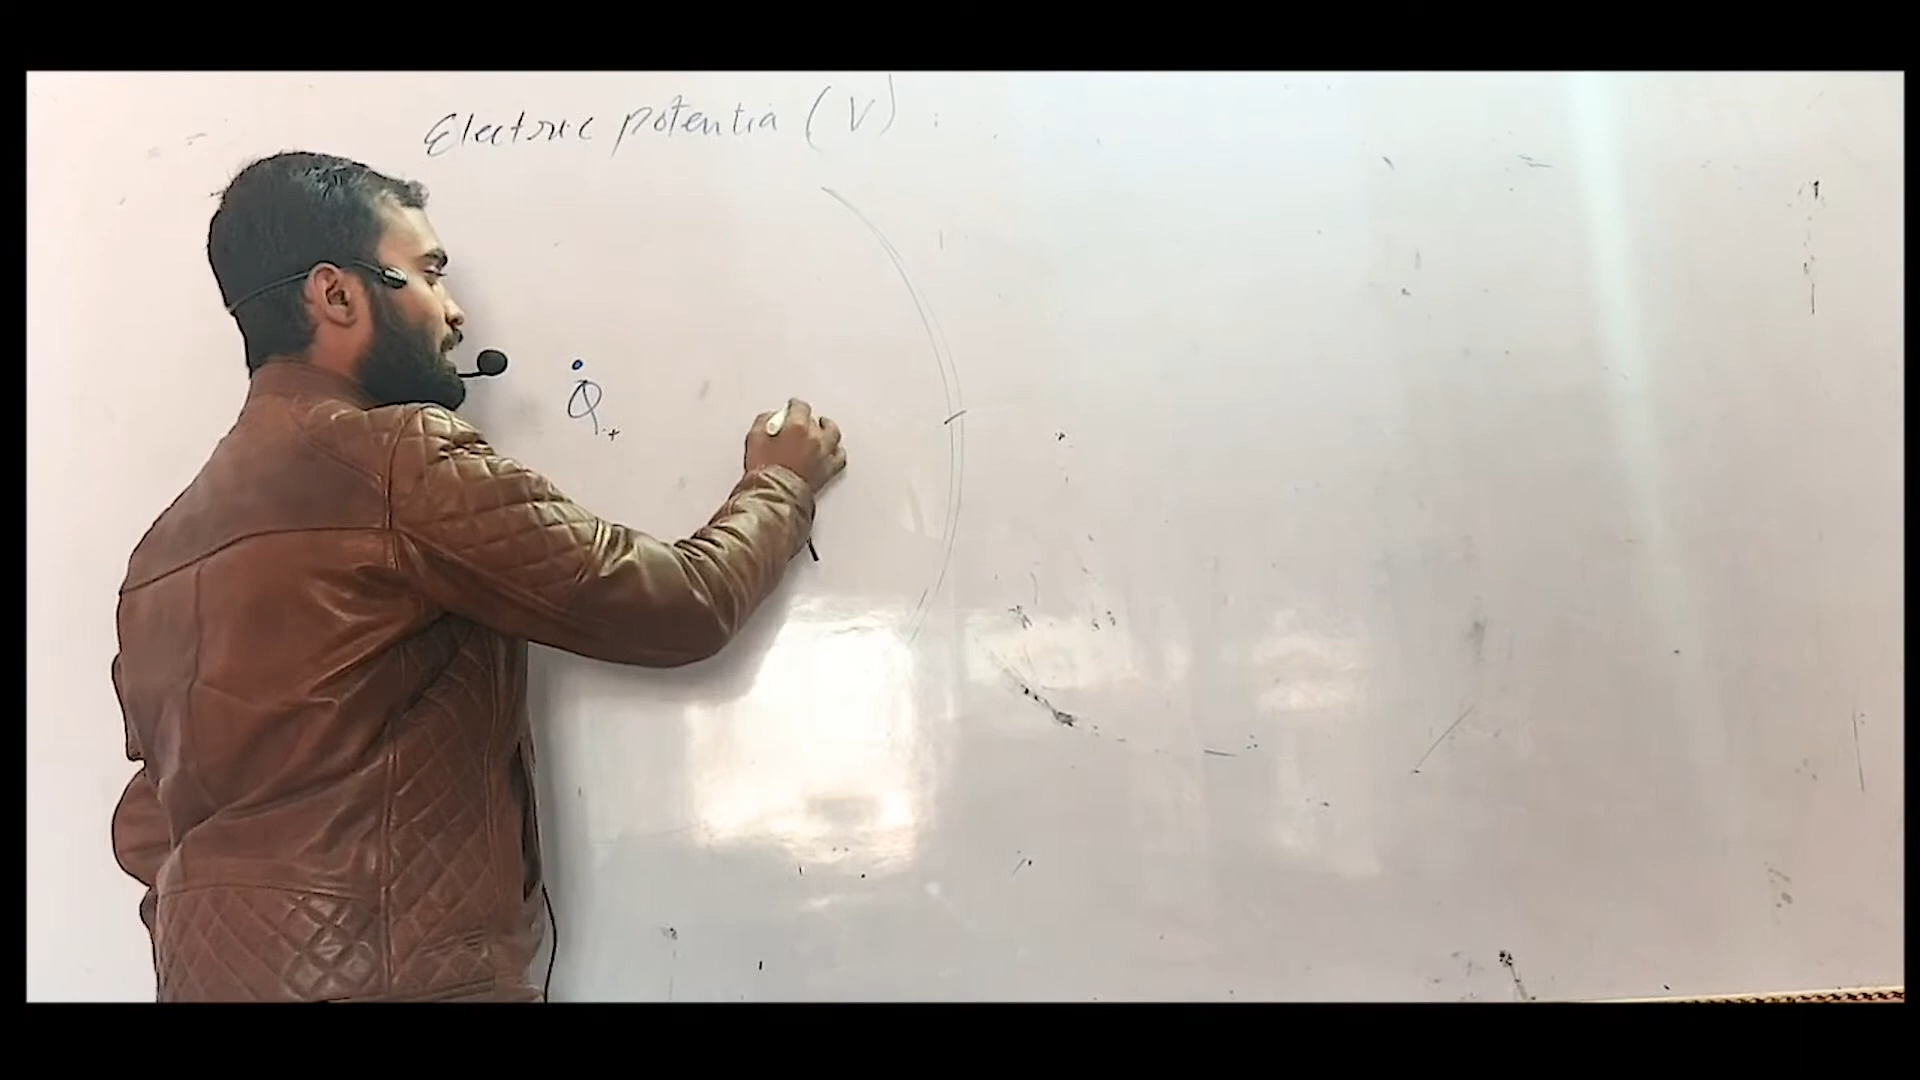 Electric potentia (V) :
Q
+